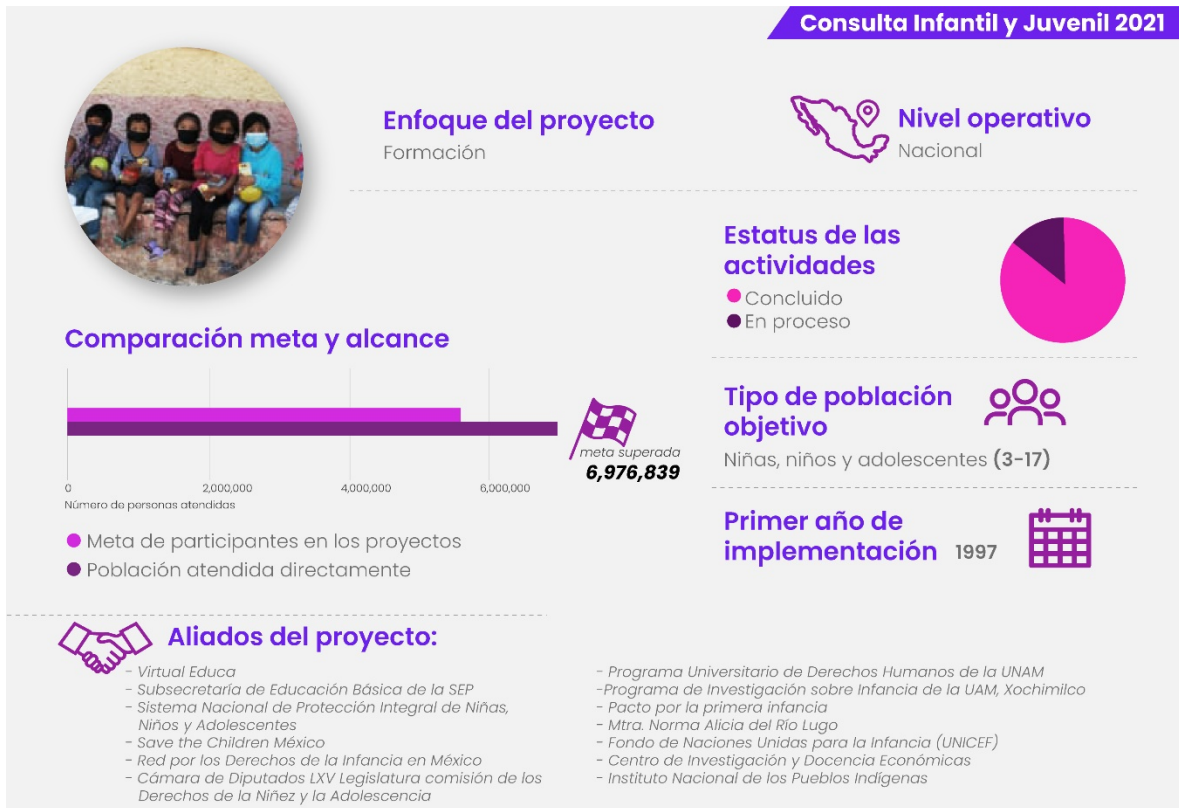 Consulta Infantil y Juvenil 2021
Enfoque del proyecto
Formación
Nivel operativo
Nacional
Estatus de las
actividades
Concluido
En proceso
Comparación meta y alcance
meta superada
6,976,839
0
2,000,000
4,000,000
6,000,000
Número de personas atendidas
Meta de participantes en los proyectos
Población atendida directamente
Tipo de población
objetivo
Niñas, niños y adolescentes (3-17)
Primer año de
implementación 1997
Aliados del proyecto:
- Virtual Educa
- Subsecretaría de Educación Básica de la SEP
- Sistema Nacional de Protección Integral de Niñas,
Niños y Adolescentes
- Save the Children México
- Red por los Derechos de la Infancia en México
- Cámara de Diputados LXV Legislatura comisión de los
Derechos de la Niñez y la Adolescencia
- Programa Universitario de Derechos Humanos de la UNAM
-Programa de Investigación sobre Infancia de la UAM, Xochimilco
- Pacto por la primera infancia
- Mtra. Norma Alicia del Río Lugo
- Fondo de Naciones Unidas para la Infancia (UNICEF)
- Centro de Investigación y Docencia Económicas
- Instituto Nacional de los Pueblos Indígenas